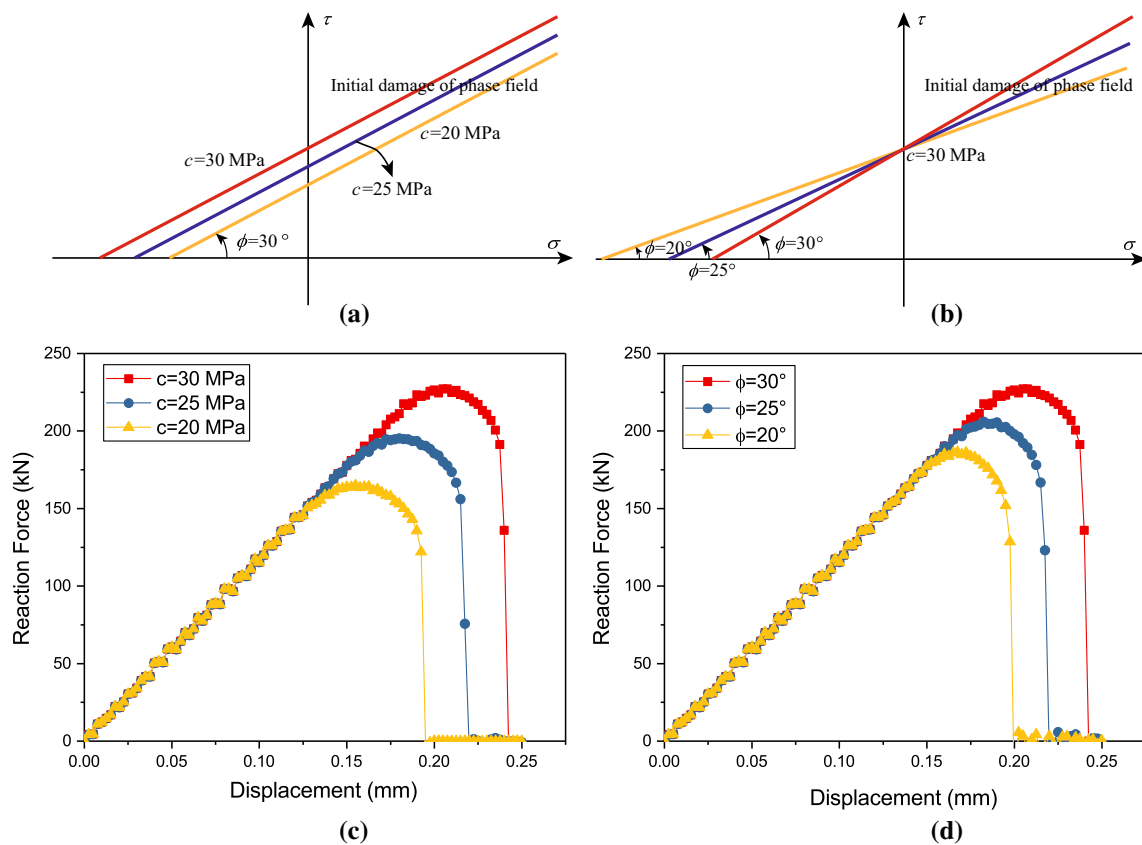 τ
Initial damage of phase field
c=30 MPa
c=20 MPa
c=25 MPa
ϕ=30 °
σ
(a)
τ
Initial damage of phase field
c=30 MPa
ϕ=20°
ϕ=25°
ϕ=30°
σ
(b)
250
200
150
100
50
0
Reaction Force (kN)
c=30 MPa
c=25 MPa
c=20 MPa
0.00 0.05 0.10 0.15 0.20 0.25
Displacement (mm)
(c)
250
200
150
100
50
0
Reaction Force (kN)
ϕ=30°
ϕ=25°
ϕ=20°
0.00 0.05 0.10 0.15 0.20 0.25
Displacement (mm)
(d)